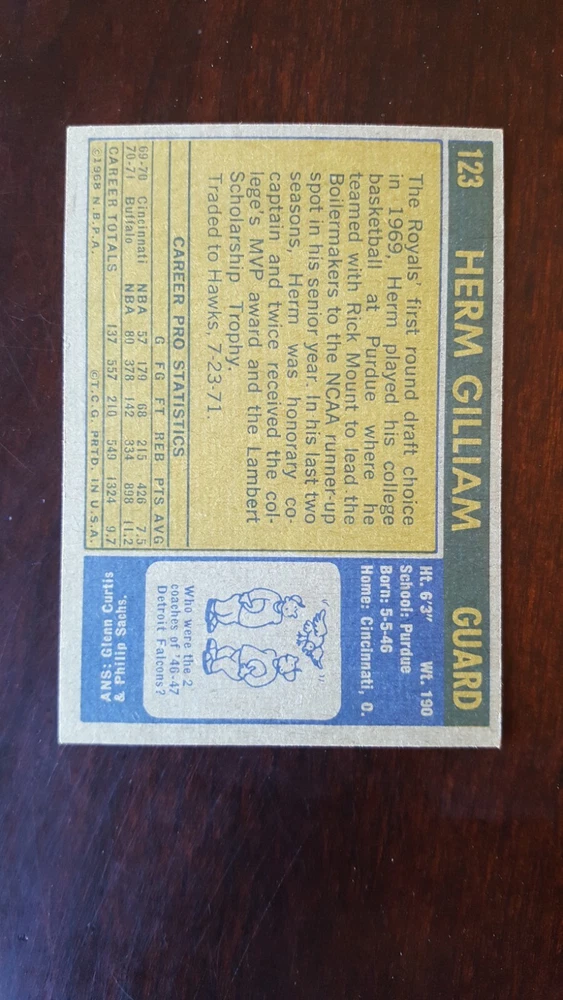 123 HERM GILLIAM GUARD
The Royals' first round draft choice
in 1969, Herm played his college
basketball at Purdue where he
teamed with Rick Mount to lead the
Boilermakers to the NCAA runner-up
spot in his senior year. In his last two
seasons, Herm was honorary co-
captain and twice received the col-
lege's MVP award and the Lambert
Scholarship Trophy.
Traded to Hawks, 7-23-71.
CAREER PRO STATISTICS
G FG FT REB PTS AVG
69-70 Cincinnati NBA 57 179 68 215 426 7.5
70-71 Buffalo NBA 80 378 142 334 898 11.2
CAREER TOTALS 137 557 210 549 1324 9.7
©1968 N.B.P.A. ©T.C.G. PRTD. IN U.S.A.
Ht. 6'3" Wt. 190
School: Purdue
Born: 5-5-46
Home: Cincinnati, O.
Who were the 2
coaches of '46-47
Detroit Falcons?
ANS: Glenn Curtis
& Philip Sachs.